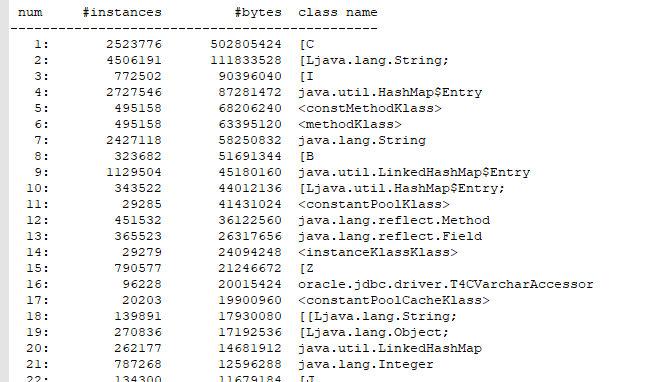 num #instances #bytes class name
----------------------------------------------
1: 2523776 502805424 [C
2: 4506191 111833528 [Ljava.lang.String;
3: 772502 90396040 [I
4: 2727546 87281472 java.util.HashMap$Entry
5: 495158 68206240 <constMethodKlass>
6: 495158 63395120 <methodKlass>
7: 2427118 58250832 java.lang.String
8: 323682 51691344 [B
9: 1129504 45180160 java.util.LinkedHashMap$Entry
10: 343522 44012136 [Ljava.util.HashMap$Entry;
11: 29285 41431024 <constantPoolKlass>
12: 451532 36122560 java.lang.reflect.Method
13: 365523 26317656 java.lang.reflect.Field
14: 29279 24094248 <instanceKlassKlass>
15: 790577 21246672 [Z
16: 96228 20015424 oracle.jdbc.driver.T4CVarcharAccessor
17: 20203 19900960 <constantPoolCacheKlass>
18: 139891 17930080 [[Ljava.lang.String;
19: 270836 17192536 [Ljava.lang.Object;
20: 262177 14681912 java.util.LinkedHashMap
21: 787268 12596288 java.lang.Integer
22: 134300 11679184